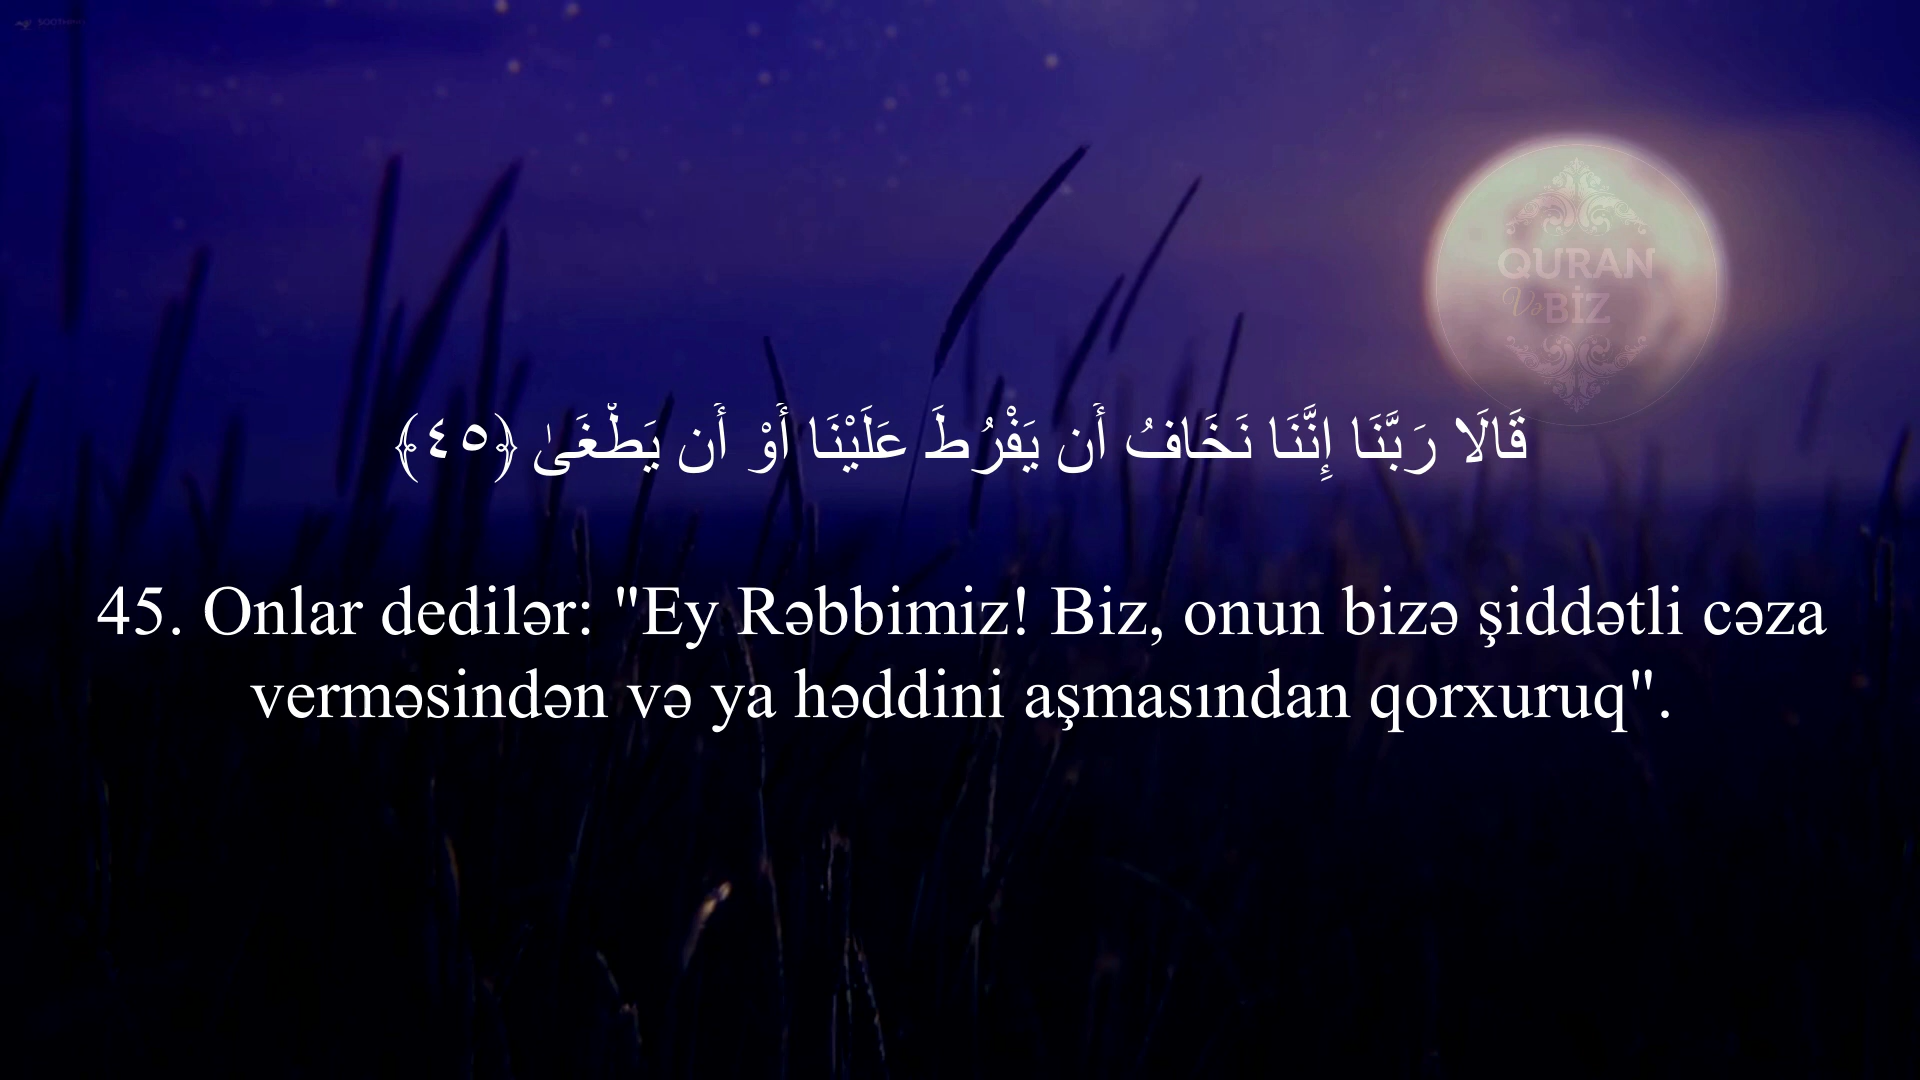 SOOTHING
QURAN
Və BİZ
قَالَا رَبَّنَا إِنَّنَا نَخَافُ أَن يَفْرُطَ عَلَيْنَا أَوْ أَن يَطْغَىٰ ﴿٤٥﴾
45. Onlar dedilər: "Ey Rəbbimiz! Biz, onun bizə şiddətli cəza
verməsindən və ya həddini aşmasından qorxuruq".